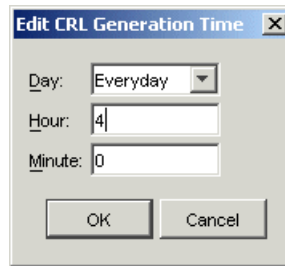 Edit CRL Generation Time
Day: Everyday
Hour: 4
Minute: 0
OK Cancel